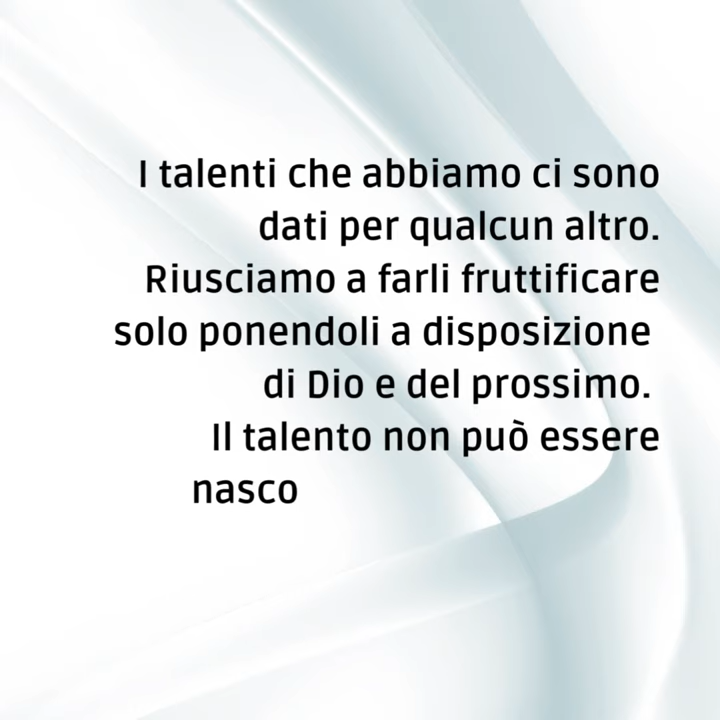 I talenti che abbiamo ci sono
dati per qualcun altro.
Riusciamo a farli fruttificare
solo ponendoli a disposizione
di Dio e del prossimo.
Il talento non può essere
nasco